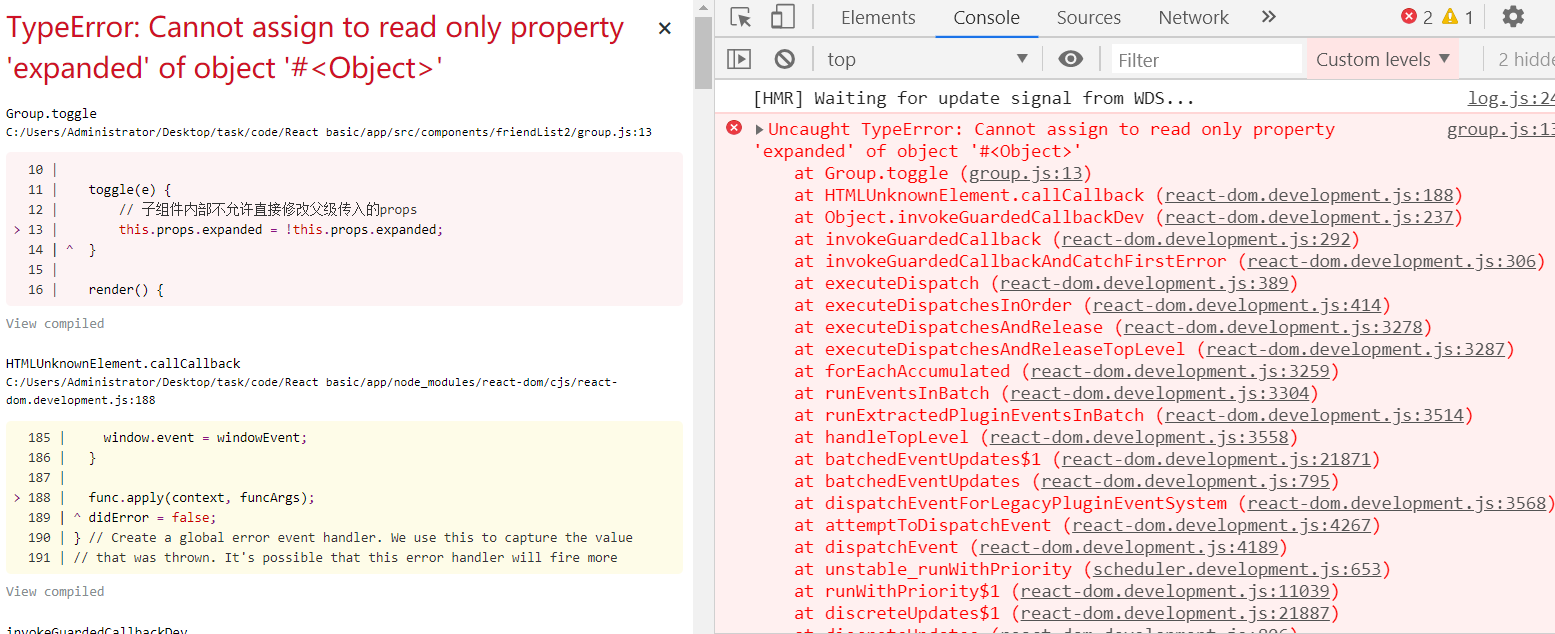 TypeError: Cannot assign to read only property
'expanded' of object '#<Object>'
×
Group.toggle
C:/Users/Administrator/Desktop/task/code/React basic/app/src/components/friendList2/group.js:13
10 |
11 |    toggle(e) {
12 |        // 子组件内部不允许直接修改父级传入的props
> 13 |        this.props.expanded = !this.props.expanded;
14 | ^  }
15 |
16 |    render() {
View compiled
HTMLUnknownElement.callCallback
C:/Users/Administrator/Desktop/task/code/React basic/app/node_modules/react-dom/cjs/react-
dom.development.js:188
185 |     window.event = windowEvent;
186 |   }
187 |
> 188 |   func.apply(context, funcArgs);
189 | ^ didError = false;
190 | } // Create a global error event handler. We use this to capture the value
191 | // that was thrown. It's possible that this error handler will fire more
View compiled
invokeGuardedCallbackDev
Elements Console Sources Network » 2 1
top ▼ Filter Custom levels ▼ 2 hidde
[HMR] Waiting for update signal from WDS... log.js:24
▶Uncaught TypeError: Cannot assign to read only property group.js:13
'expanded' of object '#<Object>'
at Group.toggle (group.js:13)
at HTMLUnknownElement.callCallback (react-dom.development.js:188)
at Object.invokeGuardedCallbackDev (react-dom.development.js:237)
at invokeGuardedCallback (react-dom.development.js:292)
at invokeGuardedCallbackAndCatchFirstError (react-dom.development.js:306)
at executeDispatch (react-dom.development.js:389)
at executeDispatchesInOrder (react-dom.development.js:414)
at executeDispatchesAndRelease (react-dom.development.js:3278)
at executeDispatchesAndReleaseTopLevel (react-dom.development.js:3287)
at forEachAccumulated (react-dom.development.js:3259)
at runEventsInBatch (react-dom.development.js:3304)
at runExtractedPluginEventsInBatch (react-dom.development.js:3514)
at handleTopLevel (react-dom.development.js:3558)
at batchedEventUpdates$1 (react-dom.development.js:21871)
at batchedEventUpdates (react-dom.development.js:795)
at dispatchEventForLegacyPluginEventSystem (react-dom.development.js:3568)
at attemptToDispatchEvent (react-dom.development.js:4267)
at dispatchEvent (react-dom.development.js:4189)
at unstable_runWithPriority (scheduler.development.js:653)
at runWithPriority$1 (react-dom.development.js:11039)
at discreteUpdates$1 (react-dom.development.js:21887)